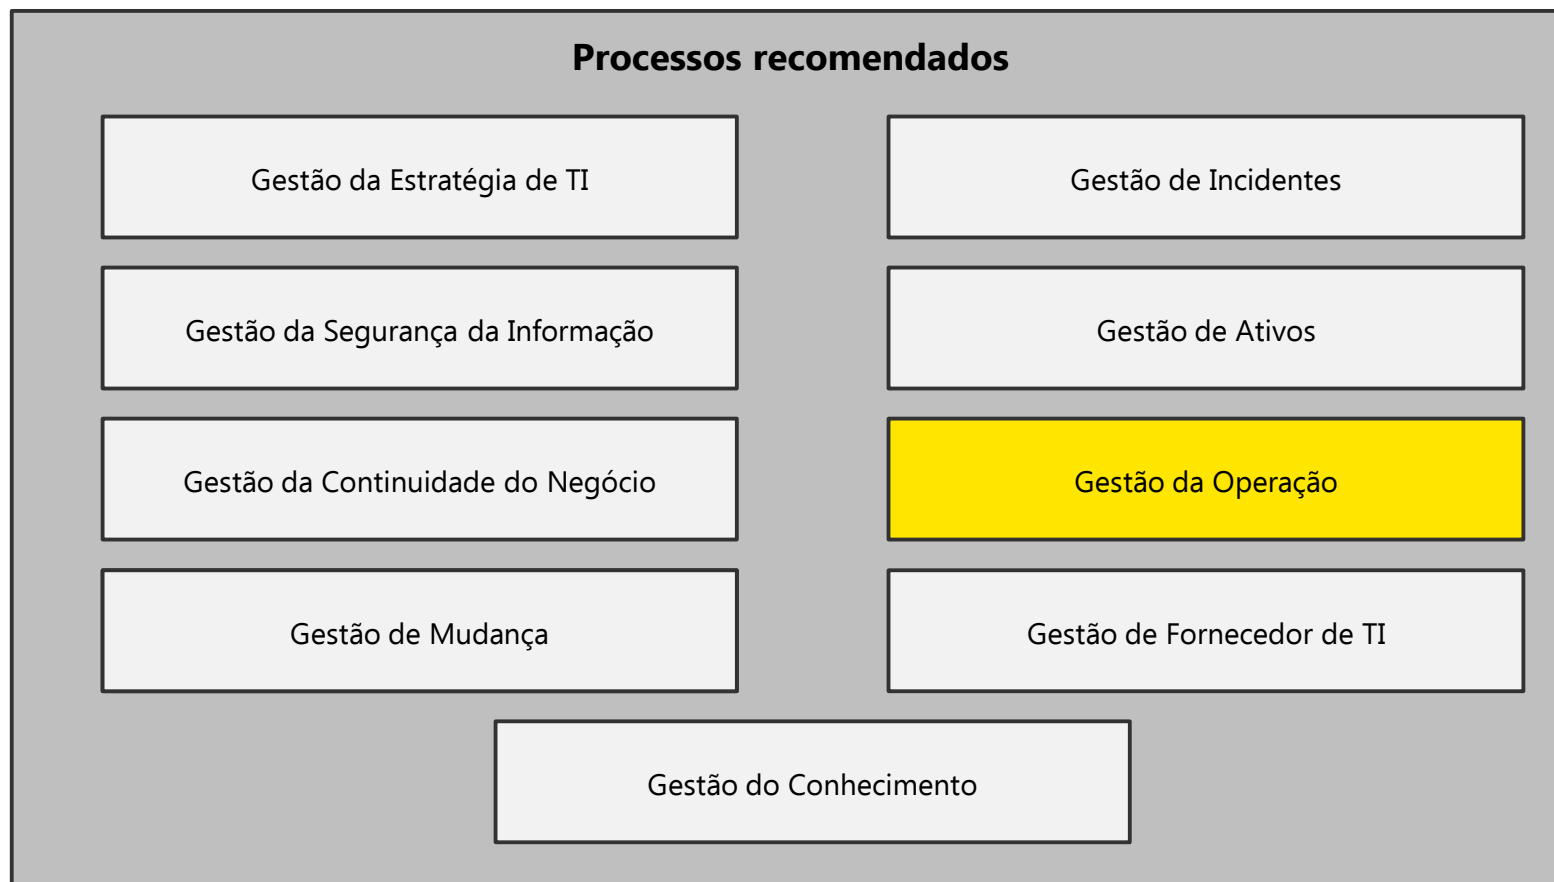 Processos recomendados
Gestão da Estratégia de TI
Gestão de Incidentes
Gestão da Segurança da Informação
Gestão de Ativos
Gestão da Continuidade do Negócio
Gestão da Operação
Gestão de Mudança
Gestão de Fornecedor de TI
Gestão do Conhecimento